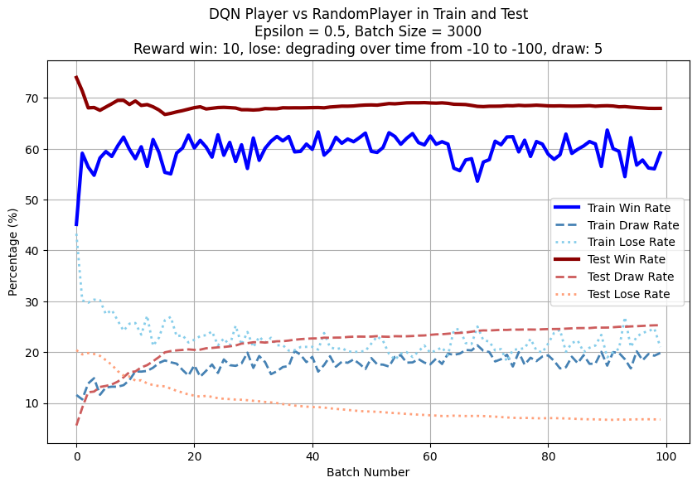 DQN Player vs RandomPlayer in Train and Test
Epsilon = 0.5, Batch Size = 3000
Reward win: 10, lose: degrading over time from -10 to -100, draw: 5
Percentage (%)
70
60
50
40
30
20
10
Train Win Rate
Train Draw Rate
Train Lose Rate
Test Win Rate
Test Draw Rate
Test Lose Rate
0 20 40 60 80 100
Batch Number